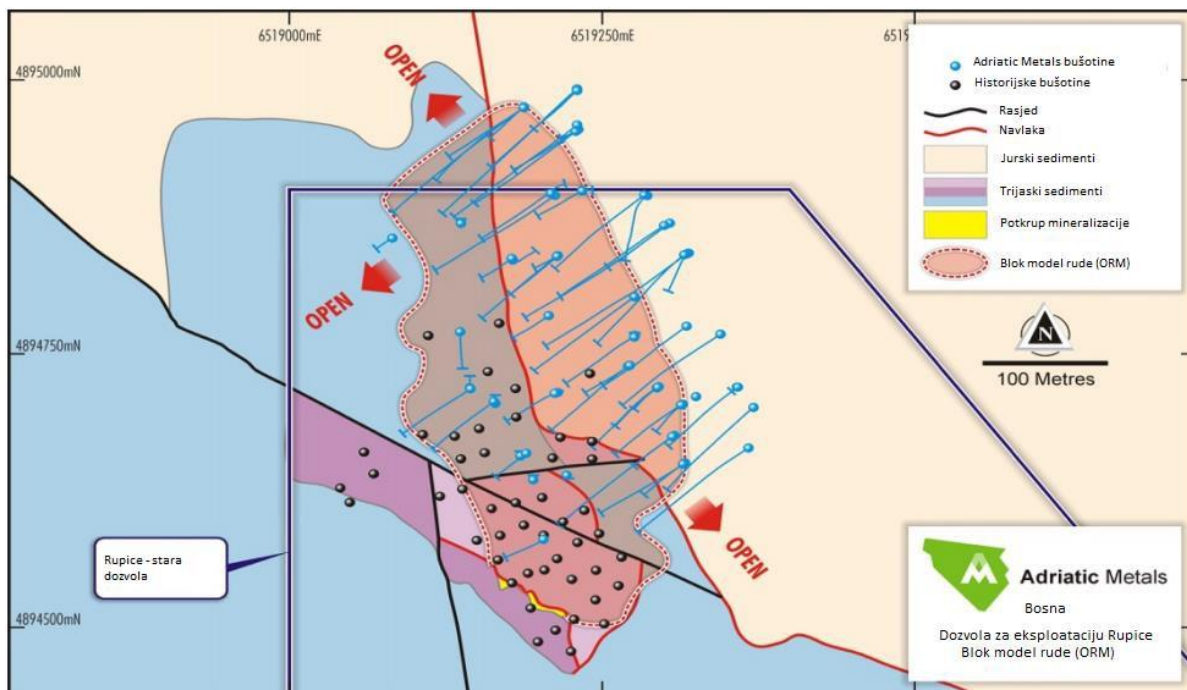 6519000mE
6519250mE
6519
4895000mN
4894750mN
4894500mN
OPEN
OPEN
OPEN
Adriatic Metals bušotine
Historijske bušotine
Rasjed
Navlaka
Jurski sedimenti
Trijaski sedimenti
Potkrup mineralizacije
Blok model rude (ORM)
N
100 Metres
Rupice - stara
dozvola
Adriatic Metals
Bosna
Dozvola za eksploataciju Rupice
Blok model rude (ORM)